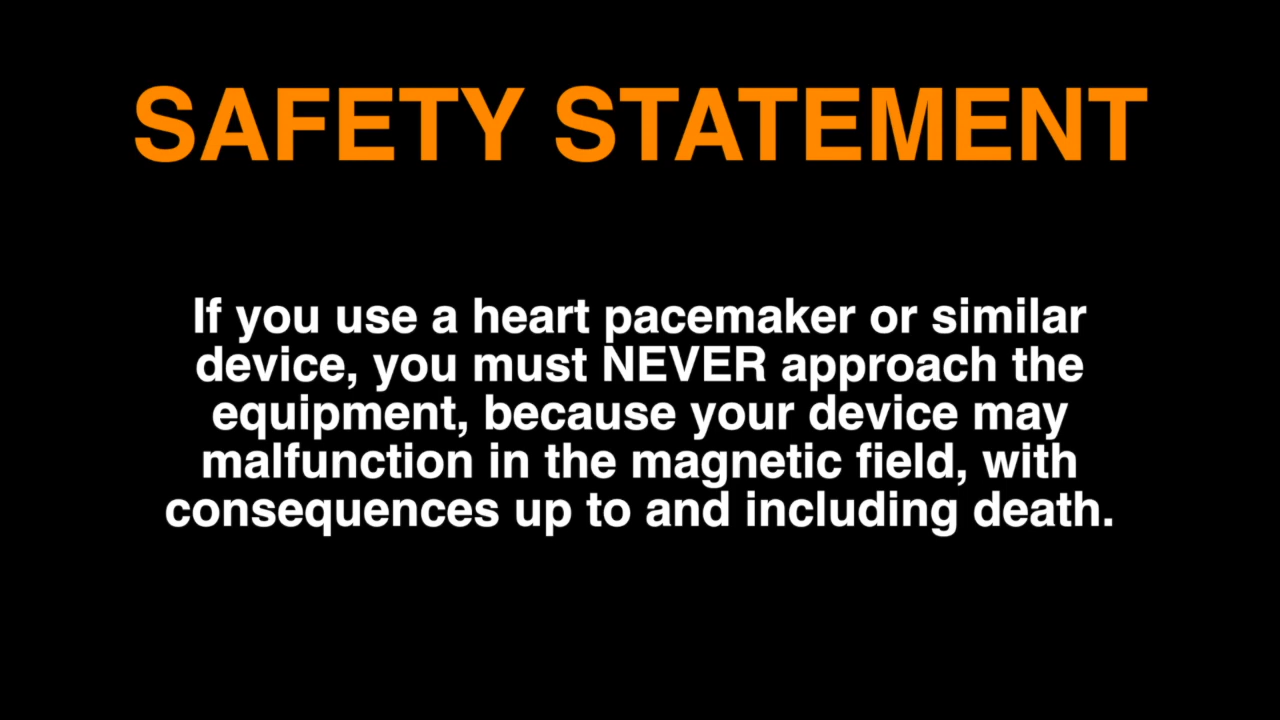 SAFETY STATEMENT
If you use a heart pacemaker or similar
device, you must NEVER approach the
equipment, because your device may
malfunction in the magnetic field, with
consequences up to and including death.